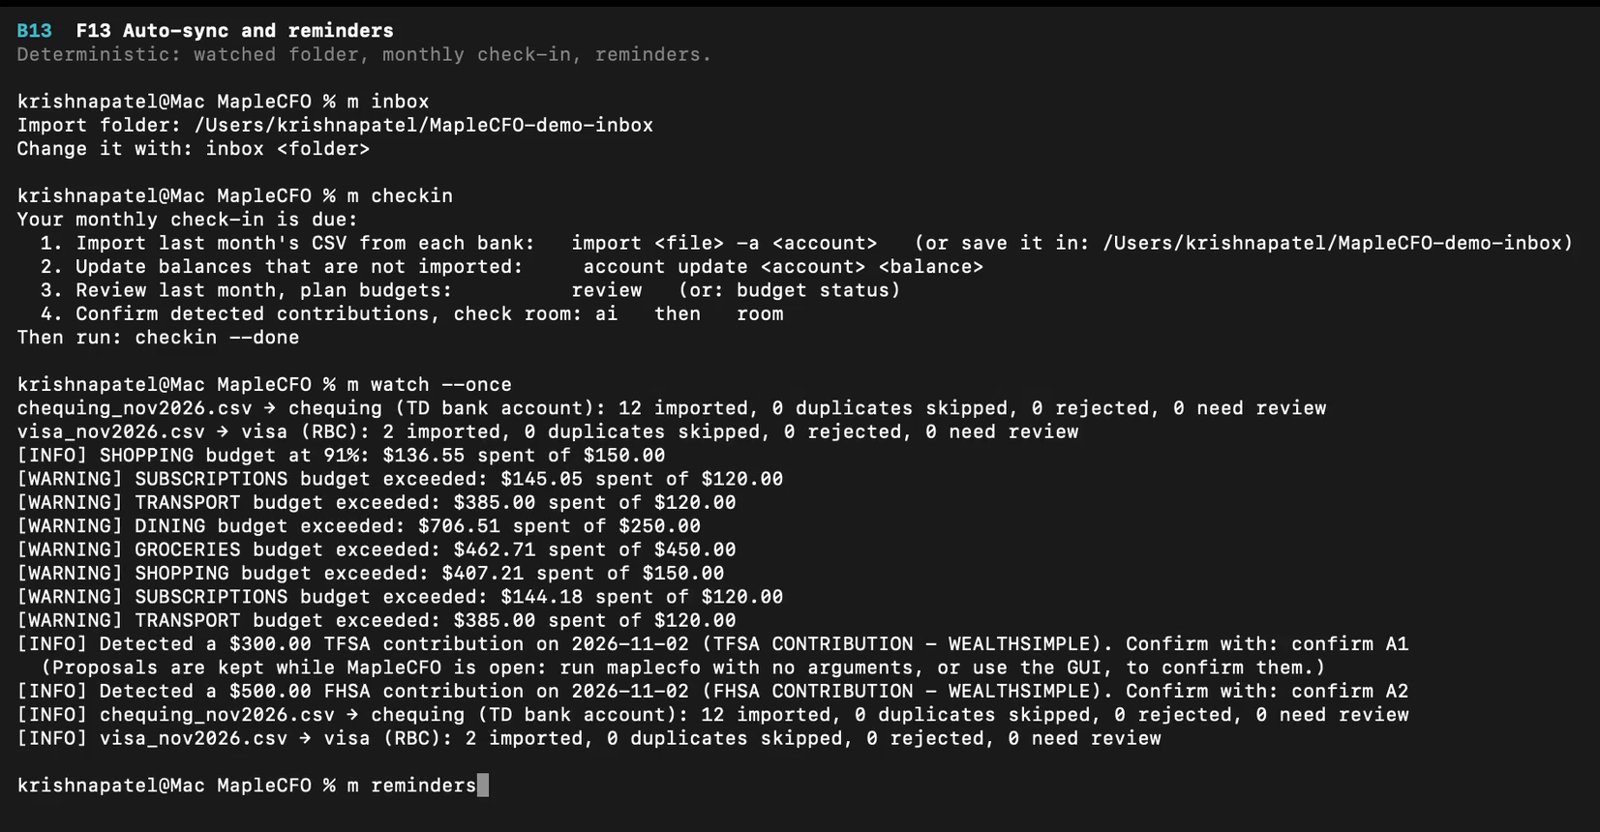 B13  F13 Auto-sync and reminders
Deterministic: watched folder, monthly check-in, reminders.
krishnapatel@Mac MapleCFO % m inbox
Import folder: /Users/krishnapatel/MapleCFO-demo-inbox
Change it with: inbox <folder>
krishnapatel@Mac MapleCFO % m checkin
Your monthly check-in is due:
  1. Import last month's CSV from each bank:   import <file> -a <account>   (or save it in: /Users/krishnapatel/MapleCFO-demo-inbox)
  2. Update balances that are not imported:     account update <account> <balance>
  3. Review last month, plan budgets:          review   (or: budget status)
  4. Confirm detected contributions, check room: ai   then   room
Then run: checkin --done
krishnapatel@Mac MapleCFO % m watch --once
chequing_nov2026.csv → chequing (TD bank account): 12 imported, 0 duplicates skipped, 0 rejected, 0 need review
visa_nov2026.csv → visa (RBC): 2 imported, 0 duplicates skipped, 0 rejected, 0 need review
[INFO] SHOPPING budget at 91%: $136.55 spent of $150.00
[WARNING] SUBSCRIPTIONS budget exceeded: $145.05 spent of $120.00
[WARNING] TRANSPORT budget exceeded: $385.00 spent of $120.00
[WARNING] DINING budget exceeded: $706.51 spent of $250.00
[WARNING] GROCERIES budget exceeded: $462.71 spent of $450.00
[WARNING] SHOPPING budget exceeded: $407.21 spent of $150.00
[WARNING] SUBSCRIPTIONS budget exceeded: $144.18 spent of $120.00
[WARNING] TRANSPORT budget exceeded: $385.00 spent of $120.00
[INFO] Detected a $300.00 TFSA contribution on 2026-11-02 (TFSA CONTRIBUTION - WEALTHSIMPLE). Confirm with: confirm A1
  (Proposals are kept while MapleCFO is open: run maplecfo with no arguments, or use the GUI, to confirm them.)
[INFO] Detected a $500.00 FHSA contribution on 2026-11-02 (FHSA CONTRIBUTION - WEALTHSIMPLE). Confirm with: confirm A2
[INFO] chequing_nov2026.csv → chequing (TD bank account): 12 imported, 0 duplicates skipped, 0 rejected, 0 need review
[INFO] visa_nov2026.csv → visa (RBC): 2 imported, 0 duplicates skipped, 0 rejected, 0 need review
krishnapatel@Mac MapleCFO % m reminders